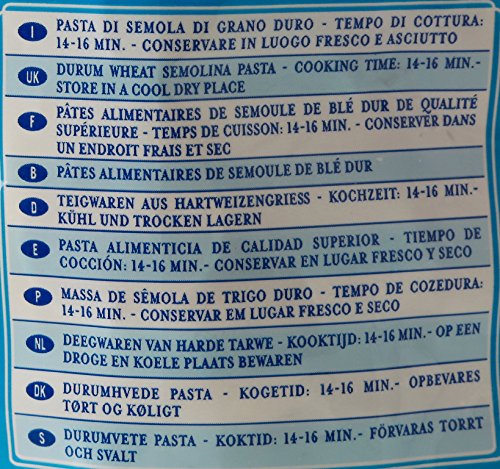 I PASTA DI SEMOLA DI GRANO DURO - TEMPO DI COTTURA:
14-16 MIN. - CONSERVARE IN LUOGO FRESCO E ASCIUTTO
UK DURUM WHEAT SEMOLINA PASTA - COOKING TIME: 14-16 MIN.-
STORE IN A COOL DRY PLACE
F PÂTES ALIMENTAIRES DE SEMOULE DE BLÉ DUR DE QUALITÉ
SUPÉRIEURE - TEMPS DE CUISSON: 14-16 MIN. - CONSERVER DANS
UN ENDROIT FRAIS ET SEC
B PÂTES ALIMENTAIRES DE SEMOULE DE BLÉ DUR
D TEIGWAREN AUS HARTWEIZENGRIESS - KOCHZEIT: 14-16 MIN.-
KÜHL UND TROCKEN LAGERN
E PASTA ALIMENTICIA DE CALIDAD SUPERIOR - TIEMPO DE
COCCIÓN: 14-16 MIN.- CONSERVAR EN LUGAR FRESCO Y SECO
P MASSA DE SÊMOLA DE TRIGO DURO - TEMPO DE COZEDURA:
14-16 MIN. - CONSERVAR EM LUGAR FRESCO E SECO
NL DEEGWAREN VAN HARDE TARWE - KOOKTIJD: 14-16 MIN.- OP EEN
DROGE EN KOELE PLAATS BEWAREN
DK DURUMHVEDE PASTA - KOGETID: 14-16 MIN.- OPBEVARES
TØRT OG KØLIGT
S DURUMVETE PASTA - KOKTID: 14-16 MIN.- FÖRVARAS TORRT
OCH SVALT